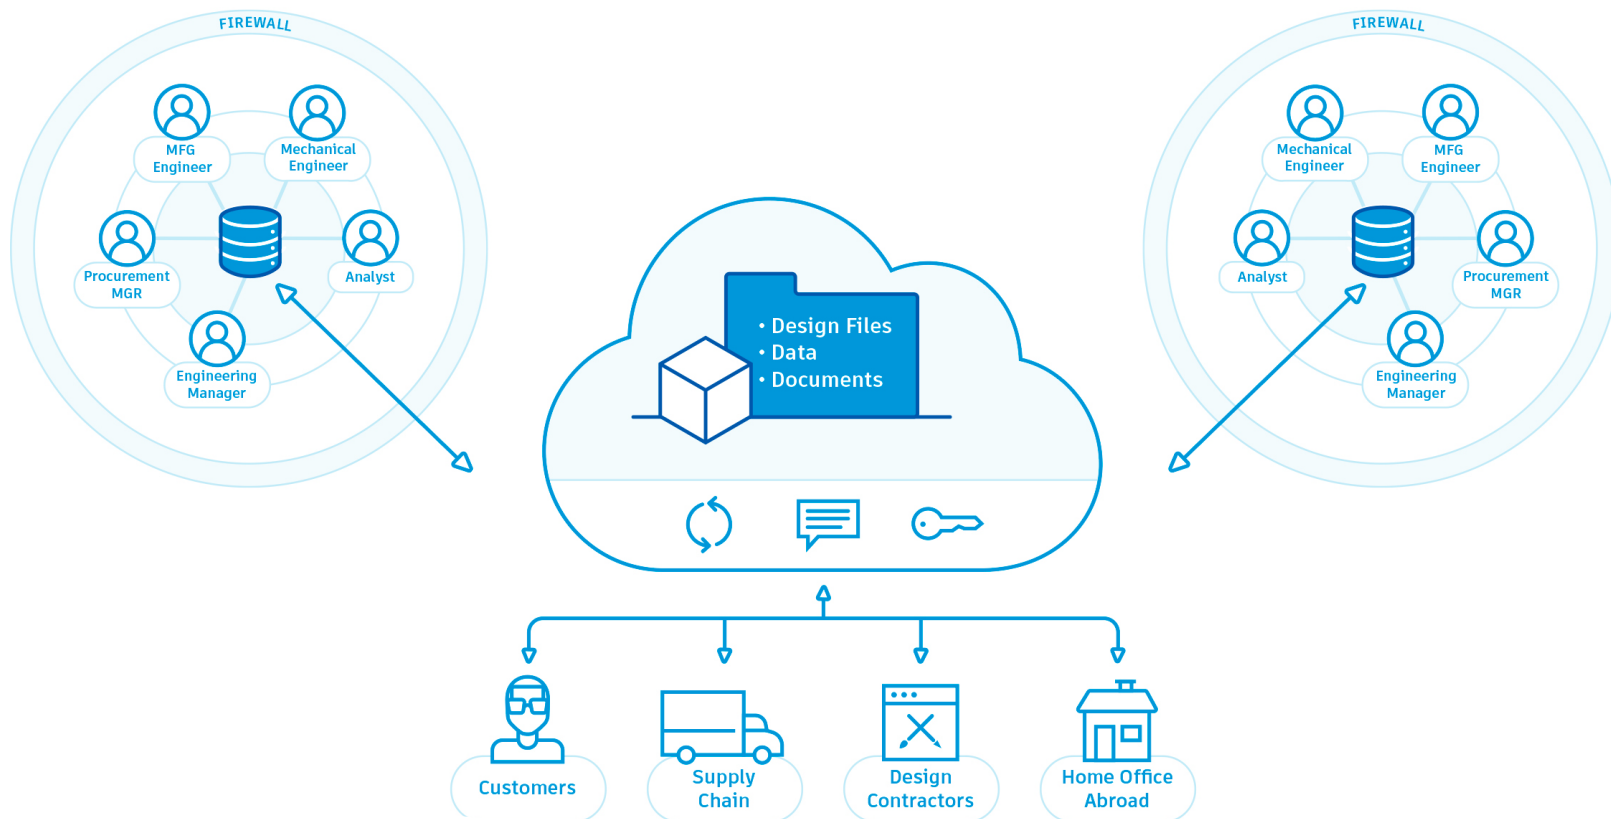 FIREWALL
MFG
Engineer
Mechanical
Engineer
Procurement
MGR
Analyst
Engineering
Manager
FIREWALL
Mechanical
Engineer
MFG
Engineer
Analyst
Procurement
MGR
Engineering
Manager
• Design Files
• Data
• Documents
Customers
Supply
Chain
Design
Contractors
Home Office
Abroad